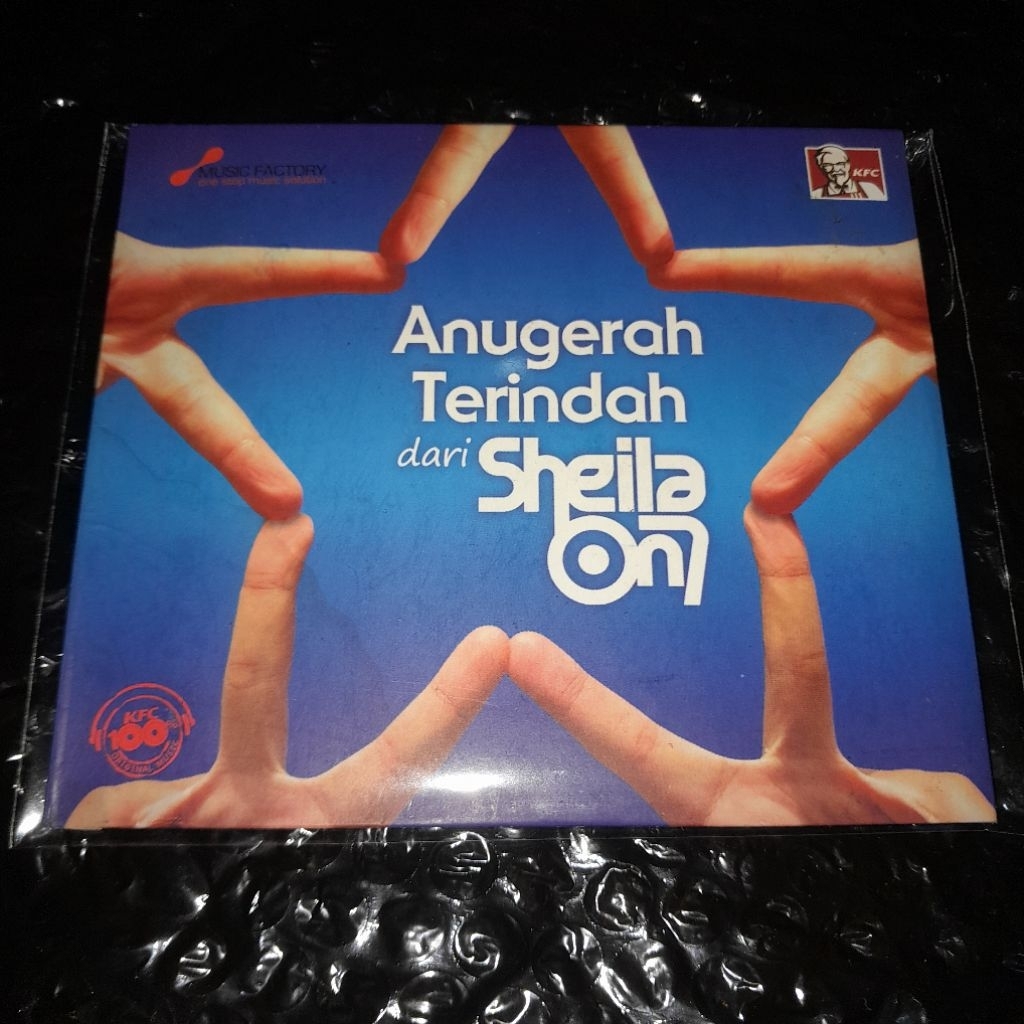 MUSIC FACTORY
one stop music solution
KFC
Anugerah
Terindah
dari Sheila
On7
KFC
100%
ORIGINAL MUSIC